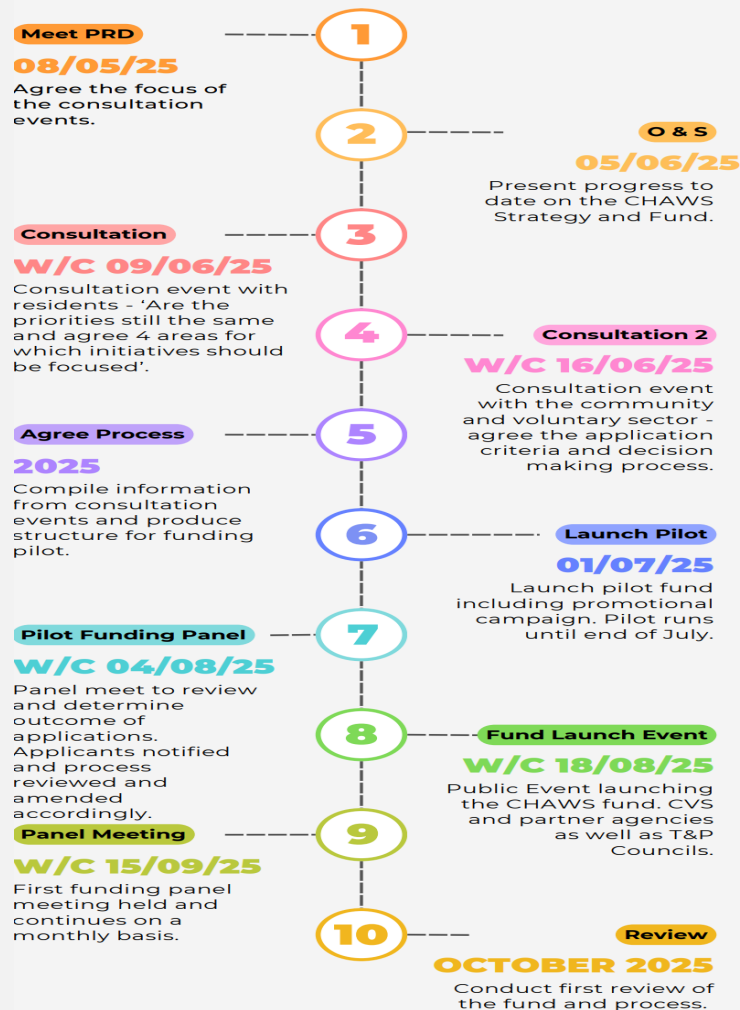 1
Meet PRD
08/05/25
Agree the focus of
the consultation
events.
2
O & S
05/06/25
Present progress to
date on the CHAWS
Strategy and Fund.
3
Consultation
W/C 09/06/25
Consultation event with
residents - ‘Are the
priorities still the same
and agree 4 areas for
which initiatives should
be focused’.
4
Consultation 2
W/C 16/06/25
Consultation event
with the community
and voluntary sector -
agree the application
criteria and decision
making process.
5
Agree Process
2025
Compile information
from consultation
events and produce
structure for funding
pilot.
6
Launch Pilot
01/07/25
Launch pilot fund
including promotional
campaign. Pilot runs
until end of July.
7
Pilot Funding Panel
W/C 04/08/25
Panel meet to review
and determine
outcome of
applications.
Applicants notified
and process
reviewed and
amended
accordingly.
8
Fund Launch Event
W/C 18/08/25
Public Event launching
the CHAWS fund. CVS
and partner agencies
as well as T&P
Councils.
9
Panel Meeting
W/C 15/09/25
First funding panel
meeting held and
continues on a
monthly basis.
10
Review
OCTOBER 2025
Conduct first review of
the fund and process.